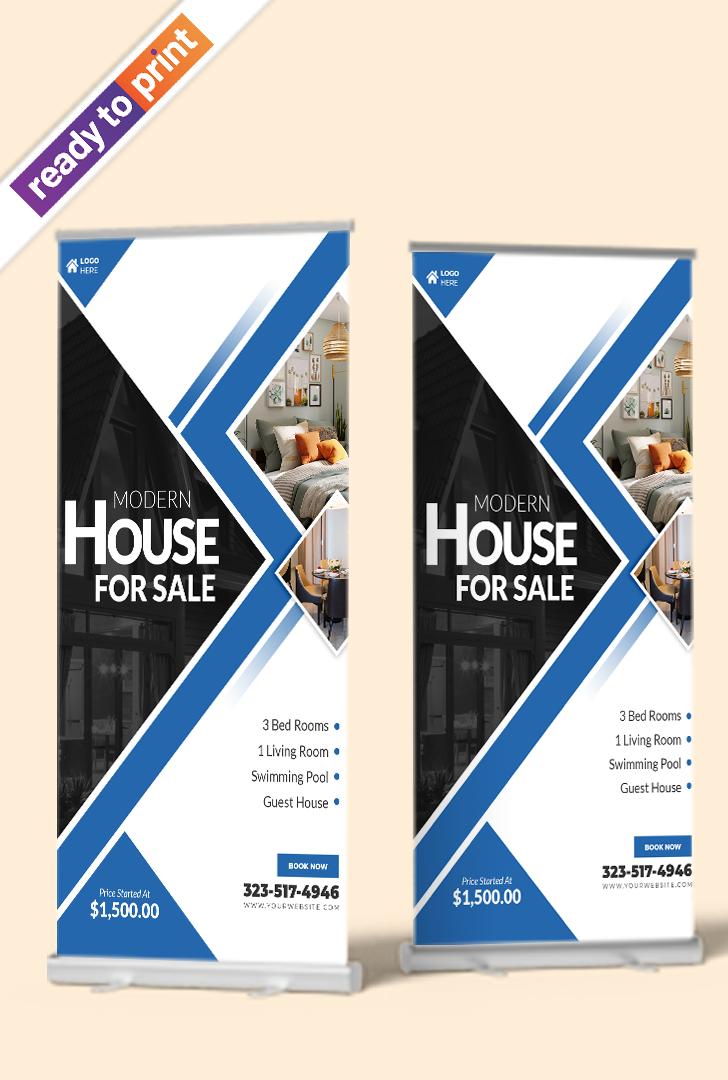 ready to print
LOGO
HERE
MODERN
HOUSE
FOR SALE
3 Bed Rooms
1 Living Room
Swimming Pool
Guest House
BOOK NOW
323-517-4946
WWW.YOURWEBSITE.COM
Price Started At
$1,500.00
LOGO
HERE
MODERN
HOUSE
FOR SALE
3 Bed Rooms
1 Living Room
Swimming Pool
Guest House
BOOK NOW
323-517-4946
WWW.YOURWEBSITE.COM
Price Started At
$1,500.00